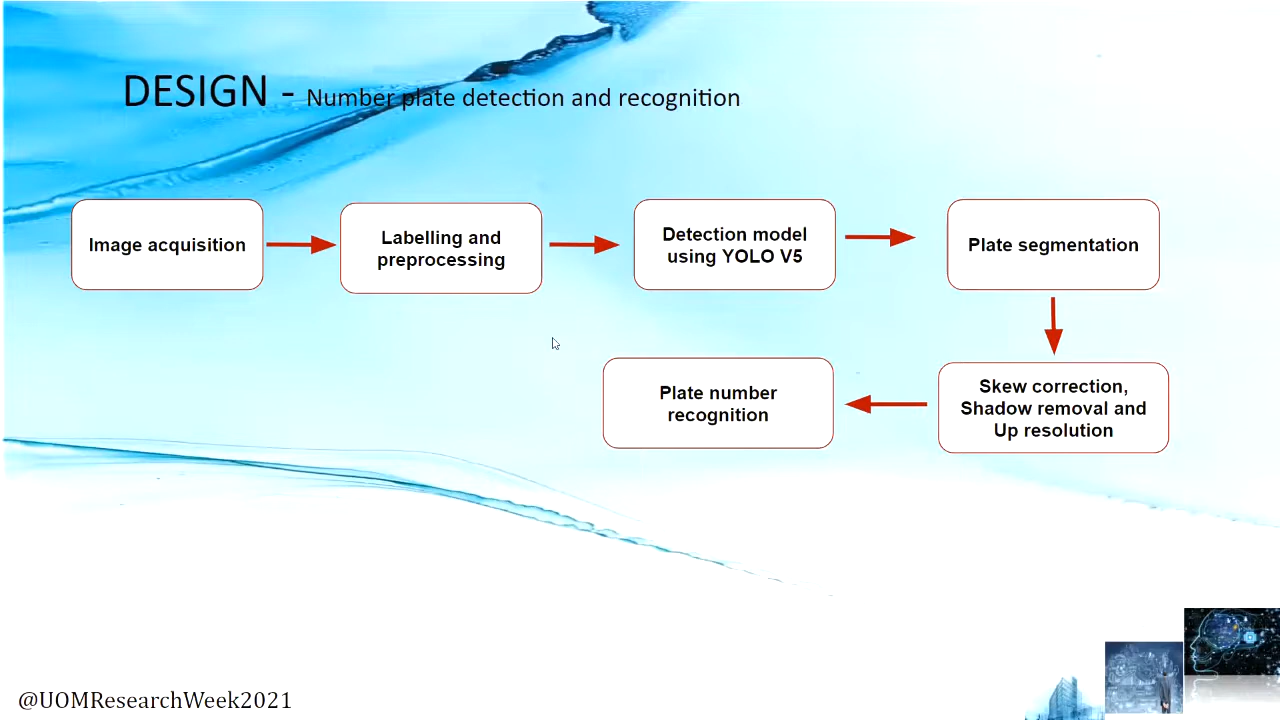 DESIGN - Number plate detection and recognition
Image acquisition
Labelling and
preprocessing
Detection model
using YOLO V5
Plate segmentation
Skew correction,
Shadow removal and
Up resolution
Plate number
recognition
@UOMResearchWeek2021